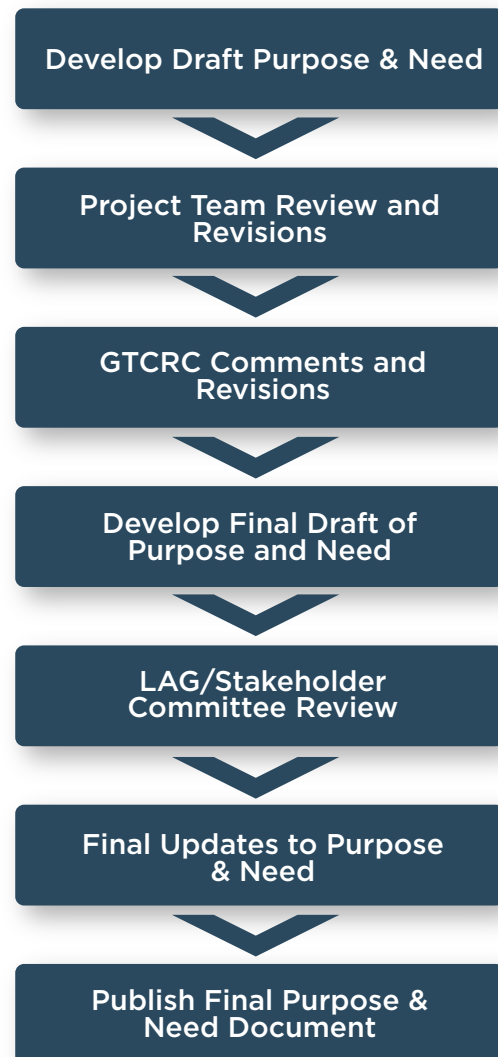 Develop Draft Purpose & Need
Project Team Review and
Revisions
GTCRC Comments and
Revisions
Develop Final Draft of
Purpose and Need
LAG/Stakeholder
Committee Review
Final Updates to Purpose
& Need
Publish Final Purpose &
Need Document